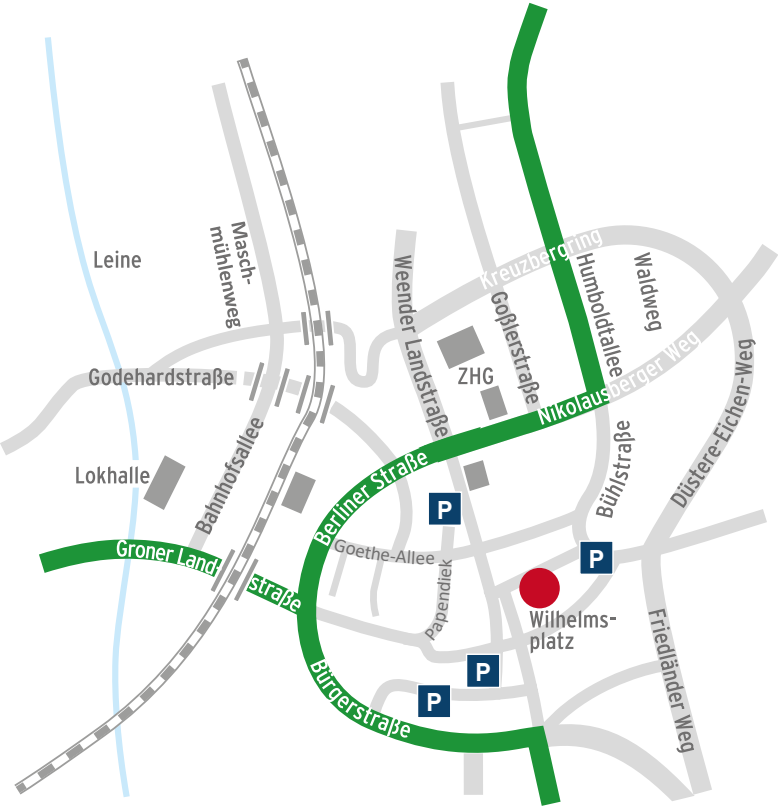 Leine
Masch-
mühlenweg
Weender Landstraße
Kreuzbergring
Goßlerstraße
Humboldtallee
Waldweg
Godehardstraße
ZHG
Nikolausberger Weg
Düstere-Eichen-Weg
Lokhalle
Bahnhofsallee
Berliner Straße
Bühlstraße
P
Goethe-Allee
Papendiek
P
Groner Land-
straße
Wilhelms-
platz
Friedländer Weg
P
P
Bürgerstraße